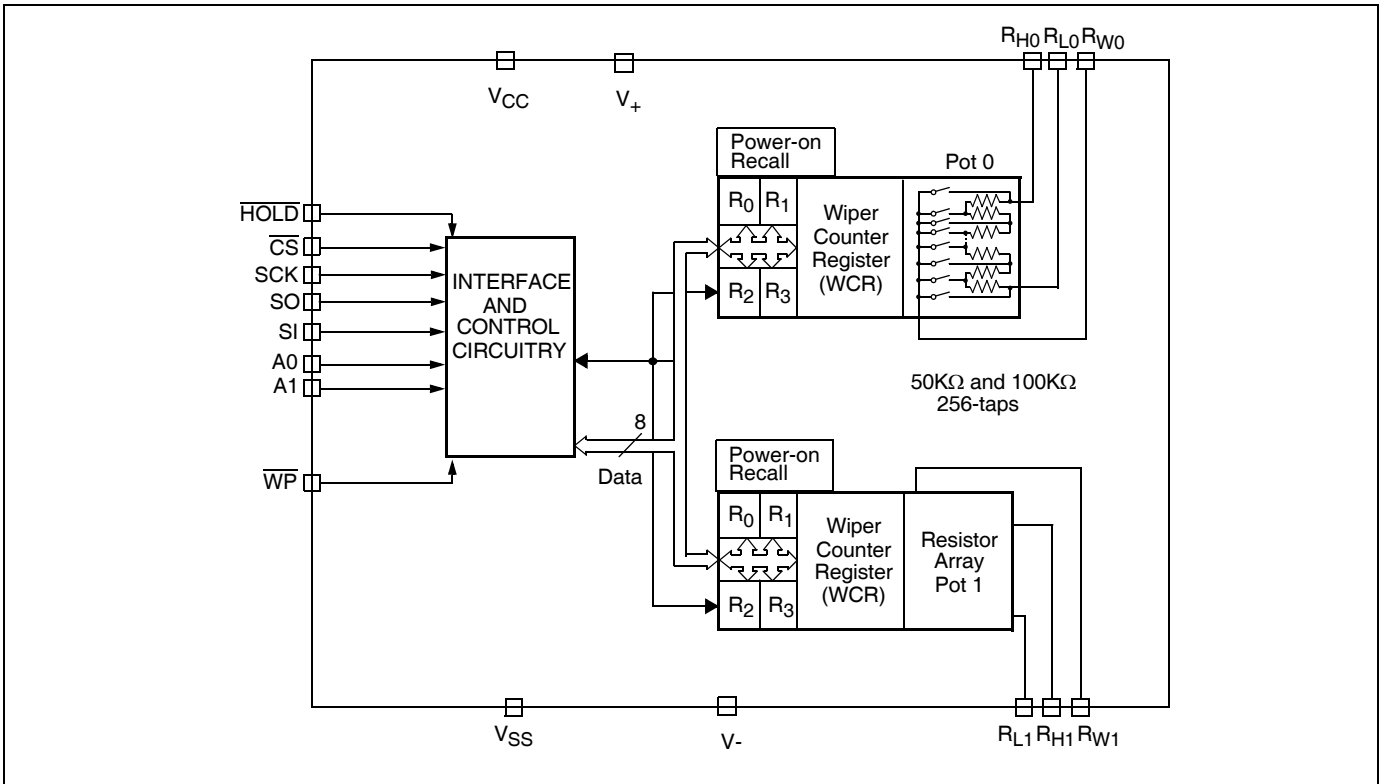 RH0 RL0 RW0
VCC
V+
Power-on
Recall
Pot 0
R0 R1
R2 R3
Wiper
Counter
Register
(WCR)
HOLD
CS
SCK
SO
SI
A0
A1
WP
INTERFACE
AND
CONTROL
CIRCUITRY
50KΩ and 100KΩ
256-taps
8
Data
Power-on
Recall
R0 R1
R2 R3
Wiper
Counter
Register
(WCR)
Resistor
Array
Pot 1
VSS
V-
RL1 RH1 RW1